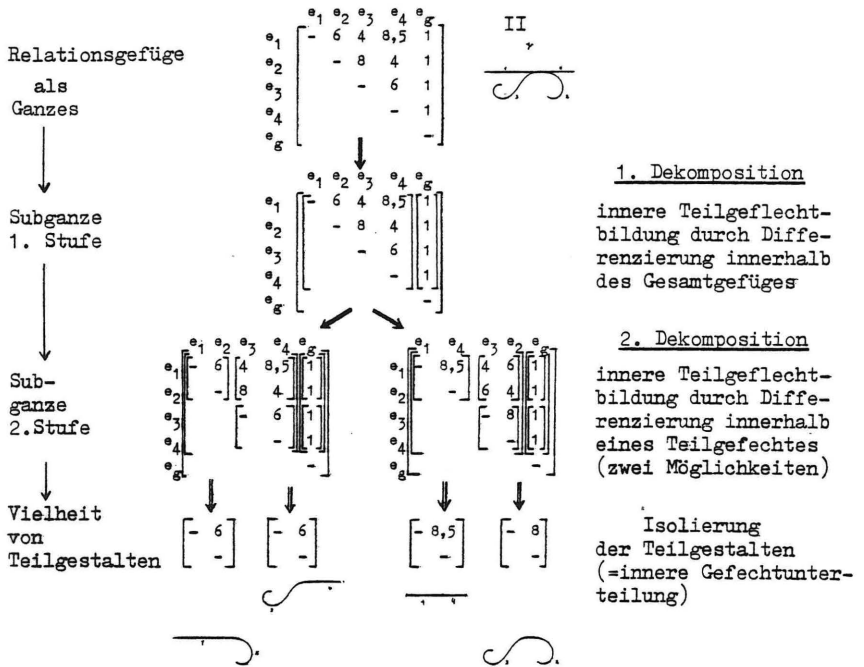 e1 e2 e3 e4 eg
II
Relationsgefüge
als
Ganzes
e1 - 6 4 8,5 1
e2 - 8 4 1
e3 - 6 1
e4 - 1
eg -
e1 e2 e3 e4 eg
Subganze
1. Stufe
e1 - 6 4 8,5 1
e2 - 8 4 1
e3 - 6 1
e4 - 1
eg -
1. Dekomposition
innere Teilgeflecht-
bildung durch Diffe-
renzierung innerhalb
des Gesamtgefüges
e1 e2 e3 e4 eg
Sub-
ganze
2.Stufe
e1 - 6 4 8,5 1
e2 - 8 4 1
e3 - 6 1
e4 - 1
eg -
e1 e4 e3 e2 eg
e1 - 8,5 4 6 1
e2 - 6 4 1
e3 - 8 1
e4 - 1
eg -
2. Dekomposition
innere Teilgeflecht-
bildung durch Diffe-
renzierung innerhalb
eines Teilgefechtes
(zwei Möglichkeiten)
Vielheit
von
Teilgestalten
- 6
-
- 6
-
- 8,5
-
- 8
-
Isolierung
der Teilgestalten
(=innere Gefechtunter-
teilung)